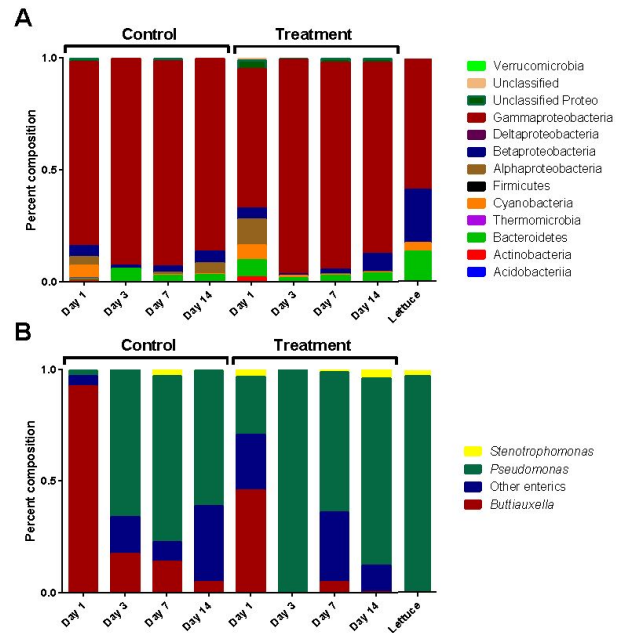 A
Control
Treatment
Percent composition
1.0
0.5
0.0
Day 1
Day 3
Day 7
Day 14
Day 1
Day 3
Day 7
Day 14
Lettuce
Verrucomicrobia
Unclassified
Unclassified Proteo
Gammaproteobacteria
Deltaproteobacteria
Betaproteobacteria
Alphaproteobacteria
Firmicutes
Cyanobacteria
Thermomicrobia
Bacteroidetes
Actinobacteria
Acidobacteriia
B
Control
Treatment
Percent composition
1.0
0.5
0.0
Day 1
Day 3
Day 7
Day 14
Day 1
Day 3
Day 7
Day 14
Lettuce
Stenotrophomonas
Pseudomonas
Other enterics
Buttiauxella